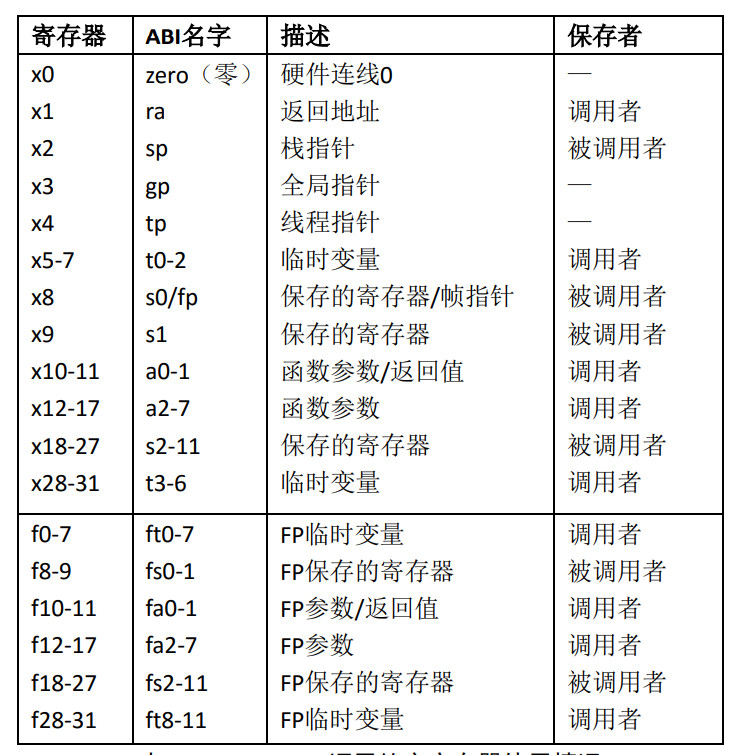 寄存器 ABI名字 描述 保存者
x0 zero（零） 硬件连线0 —
x1 ra 返回地址 调用者
x2 sp 栈指针 被调用者
x3 gp 全局指针 —
x4 tp 线程指针 —
x5-7 t0-2 临时变量 调用者
x8 s0/fp 保存的寄存器/帧指针 被调用者
x9 s1 保存的寄存器 被调用者
x10-11 a0-1 函数参数/返回值 调用者
x12-17 a2-7 函数参数 调用者
x18-27 s2-11 保存的寄存器 被调用者
x28-31 t3-6 临时变量 调用者
f0-7 ft0-7 FP临时变量 调用者
f8-9 fs0-1 FP保存的寄存器 被调用者
f10-11 fa0-1 FP参数/返回值 调用者
f12-17 fa2-7 FP参数 调用者
f18-27 fs2-11 FP保存的寄存器 被调用者
f28-31 ft8-11 FP临时变量 调用者